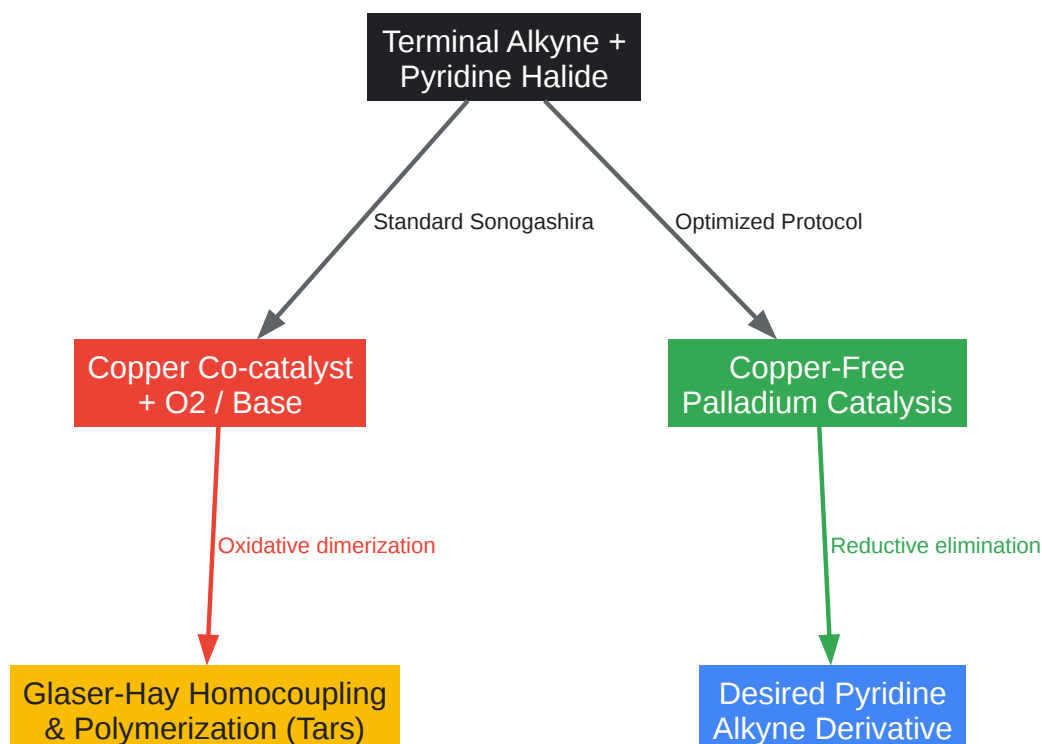 Terminal Alkyne +
Pyridine Halide
Standard Sonogashira
Optimized Protocol
Copper Co-catalyst
+ O2 / Base
Copper-Free
Palladium Catalysis
Oxidative dimerization
Reductive elimination
Glaser-Hay Homocoupling
& Polymerization (Tars)
Desired Pyridine
Alkyne Derivative